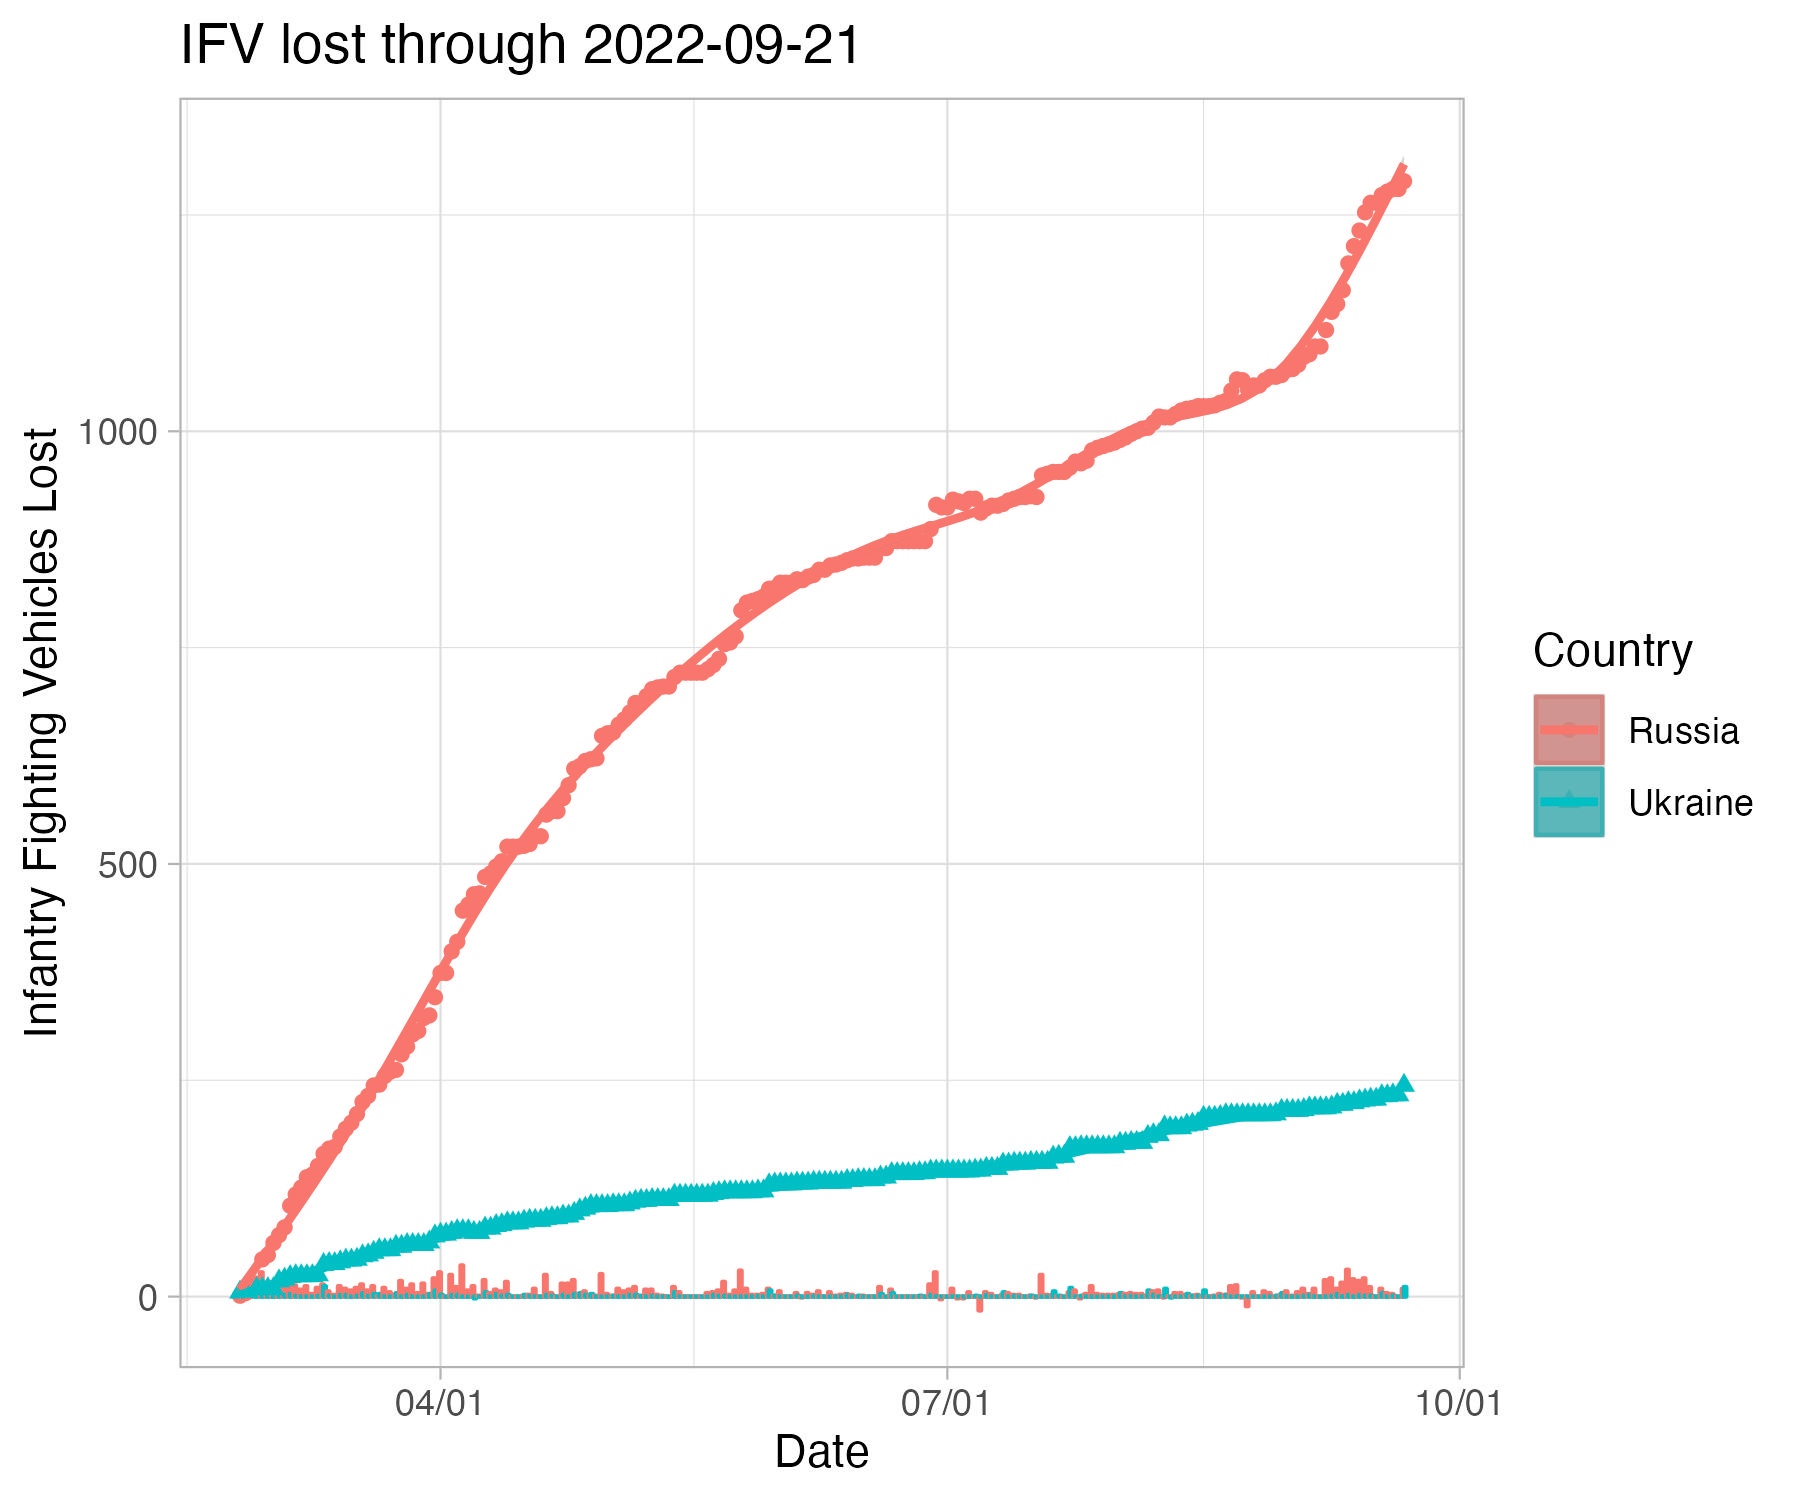 IFV lost through 2022-09-21
Infantry Fighting Vehicles Lost
1000
500
0
04/01
07/01
10/01
Date
Country
Russia
Ukraine